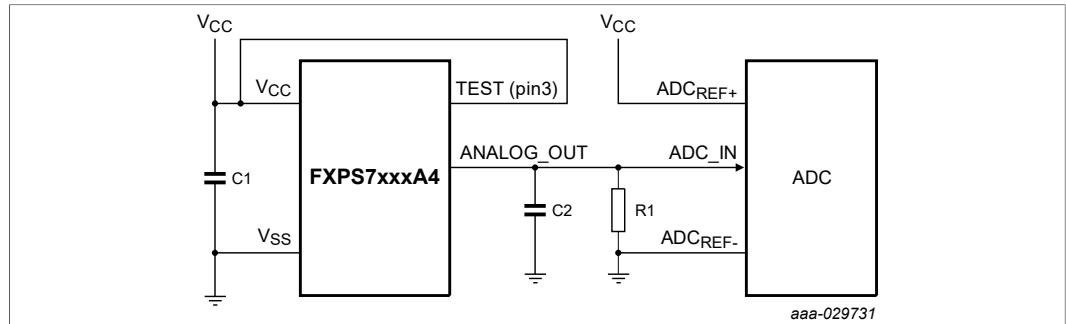 VCC
VCC
VCC
TEST (pin3)
ADCREF+
ANALOG_OUT
ADC_IN
C1
FXPS7xxxA4
ADC
C2
R1
VSS
ADCREF-
aaa-029731